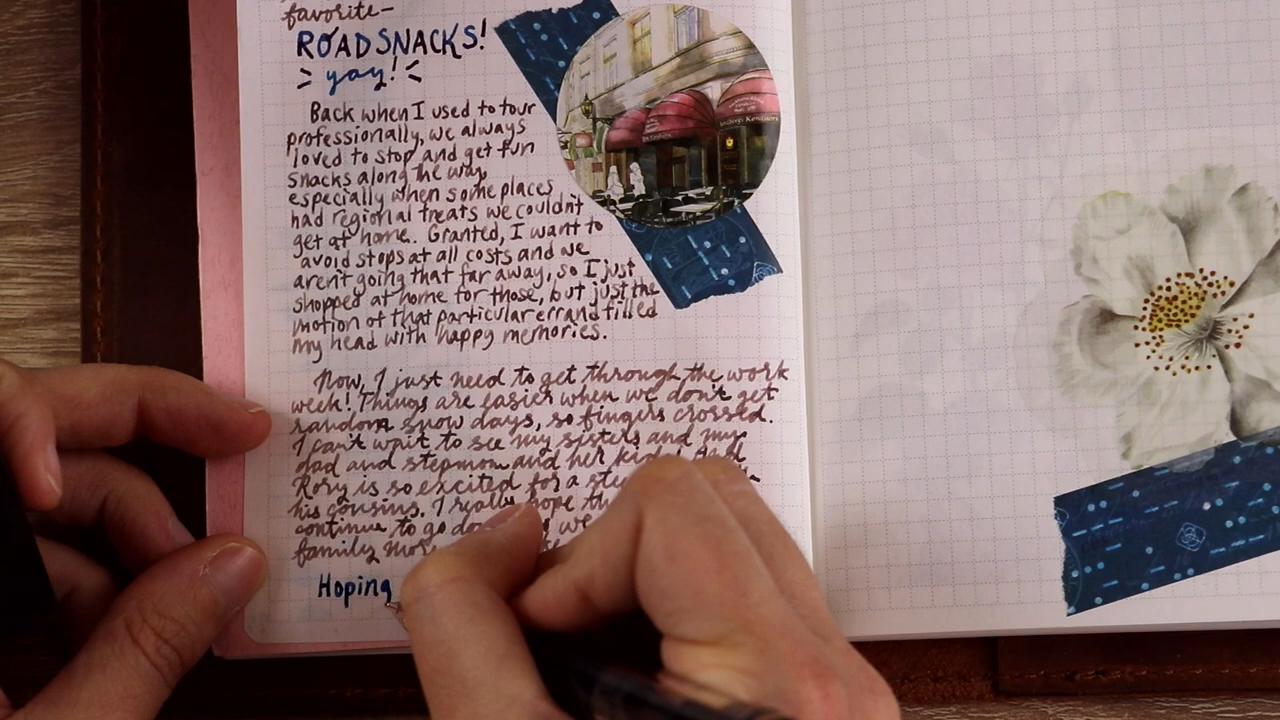 favorite-
ROADSNACKS!
yay!
Back when I used to tour
professionally, we always
loved to stop and get fun
snacks along the way,
especially when some places
had regional treats we couldn't
get at home. Granted, I want to
avoid stops at all costs and we
aren't going that far away, so I just
shopped at home for those, but just the
motion of that particular errand filled
my head with happy memories.
Now, I just need to get through the work
week! Things are easier when we don't get
random snow days, so fingers crossed.
I can't wait to see my sisters and my
dad and stepmom and her kids! And
Rory is so excited for a
his cousins. I really hope
continue to go we
family
Hoping